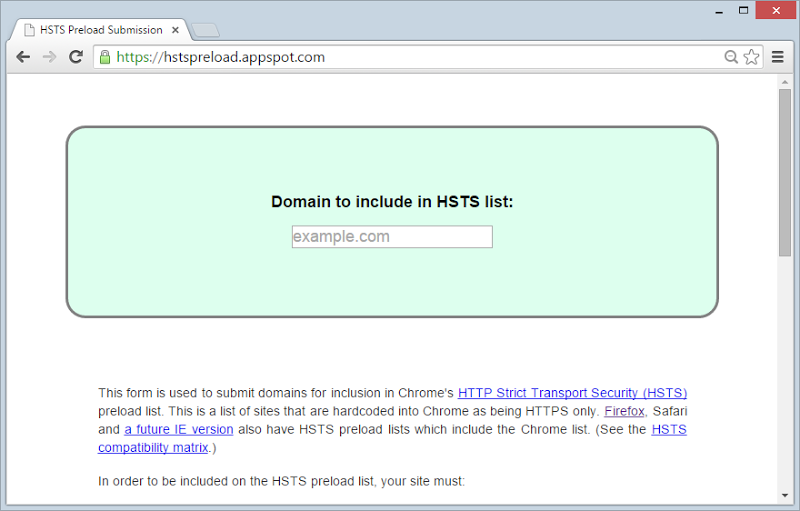 HSTS Preload Submission
https://hstspreload.appspot.com
Domain to include in HSTS list:
example.com
This form is used to submit domains for inclusion in Chrome's HTTP Strict Transport Security (HSTS)
preload list. This is a list of sites that are hardcoded into Chrome as being HTTPS only. Firefox, Safari
and a future IE version also have HSTS preload lists which include the Chrome list. (See the HSTS
compatibility matrix.)
In order to be included on the HSTS preload list, your site must: